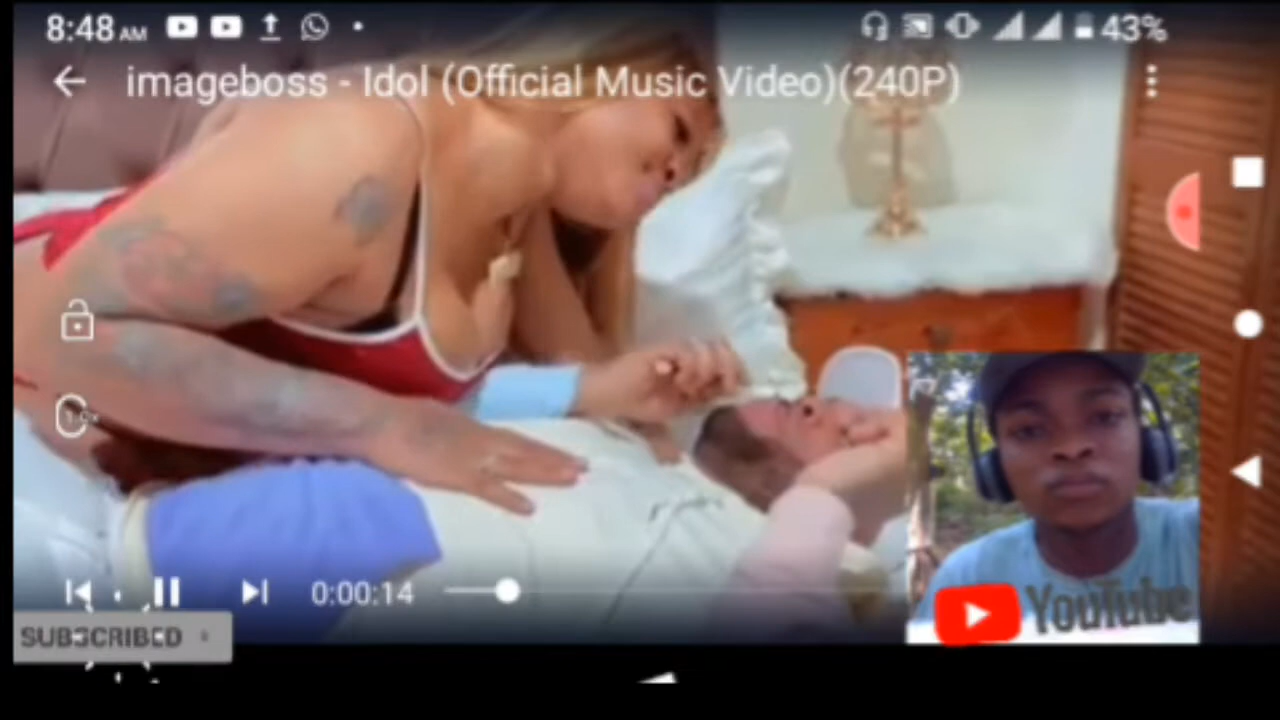 8:48 AM
43%
imageboss - Idol (Official Music Video)(240P)
0:00:14
YouTube
SUBSCRIBED